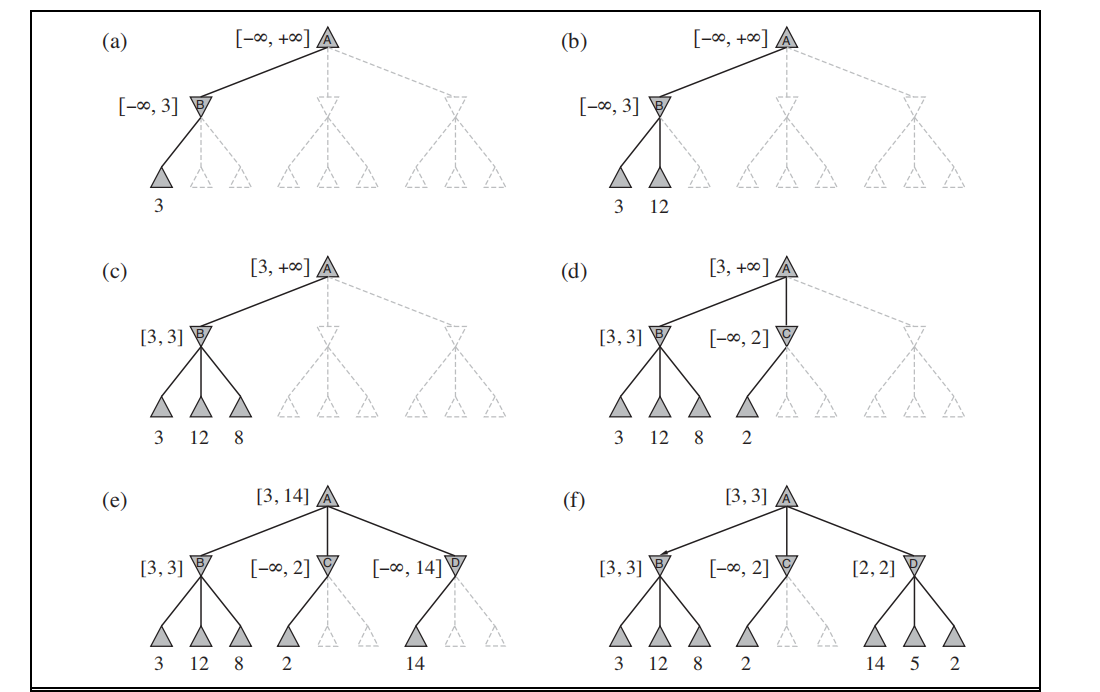 (a) [−∞, +∞] A
[−∞, 3] B
3
(b) [−∞, +∞] A
[−∞, 3] B
3 12
(c) [3, +∞] A
[3, 3] B
3 12 8
(d) [3, +∞] A
[3, 3] B [−∞, 2] C
3 12 8 2
(e) [3, 14] A
[3, 3] B [−∞, 2] C [−∞, 14] D
3 12 8 2 14
(f) [3, 3] A
[3, 3] B [−∞, 2] C [2, 2] D
3 12 8 2 14 5 2